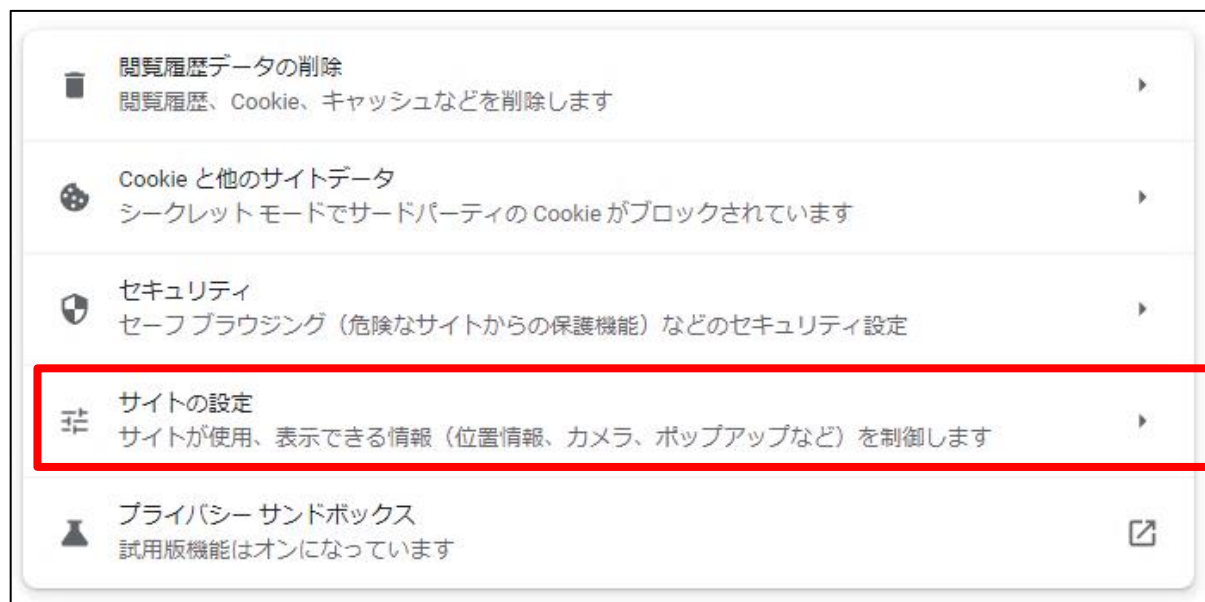 閲覧履歴データの削除
閲覧履歴、Cookie、キャッシュなどを削除します
Cookie と他のサイトデータ
シークレット モードでサードパーティの Cookie がブロックされています
セキュリティ
セーフ ブラウジング（危険なサイトからの保護機能）などのセキュリティ設定
サイトの設定
サイトが使用、表示できる情報（位置情報、カメラ、ポップアップなど）を制御します
プライバシー サンドボックス
試用版機能はオンになっています